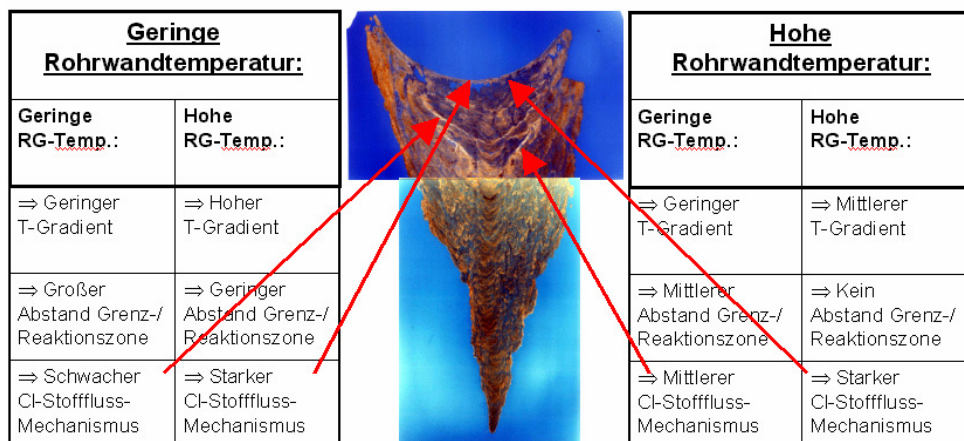 Geringe
Rohrwandtemperatur:
Geringe
RG-Temp.:
Hohe
RG-Temp.:
⇒ Geringer
T-Gradient
⇒ Hoher
T-Gradient
⇒ Großer
Abstand Grenz-/
Reaktionszone
⇒ Geringer
Abstand Grenz-/
Reaktionszone
⇒ Schwacher
Cl-Stofffluss-
Mechanismus
⇒ Starker
Cl-Stofffluss-
Mechanismus
Hohe
Rohrwandtemperatur:
Geringe
RG-Temp.:
Hohe
RG-Temp.:
⇒ Geringer
T-Gradient
⇒ Mittlerer
T-Gradient
⇒ Mittlerer
Abstand Grenz-/
Reaktionszone
⇒ Kein
Abstand Grenz-/
Reaktionszone
⇒ Mittlerer
Cl-Stofffluss-
Mechanismus
⇒ Starker
Cl-Stofffluss-
Mechanismus